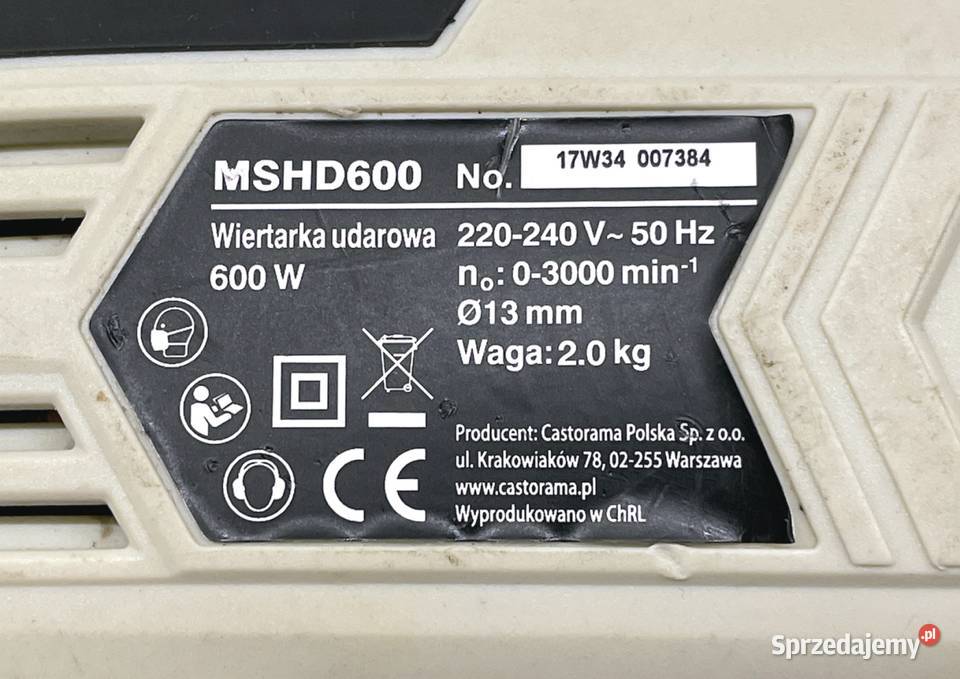 MSHD600 No. 17W34 007384
Wiertarka udarowa
600 W
220-240 V~ 50 Hz
no: 0-3000 min-1
Ø13 mm
Waga: 2.0 kg
CE
Producent: Castorama Polska Sp. z o.o.
ul. Krakowiaków 78, 02-255 Warszawa
www.castorama.pl
Wyprodukowano w ChRL
Sprzedajemy.pl